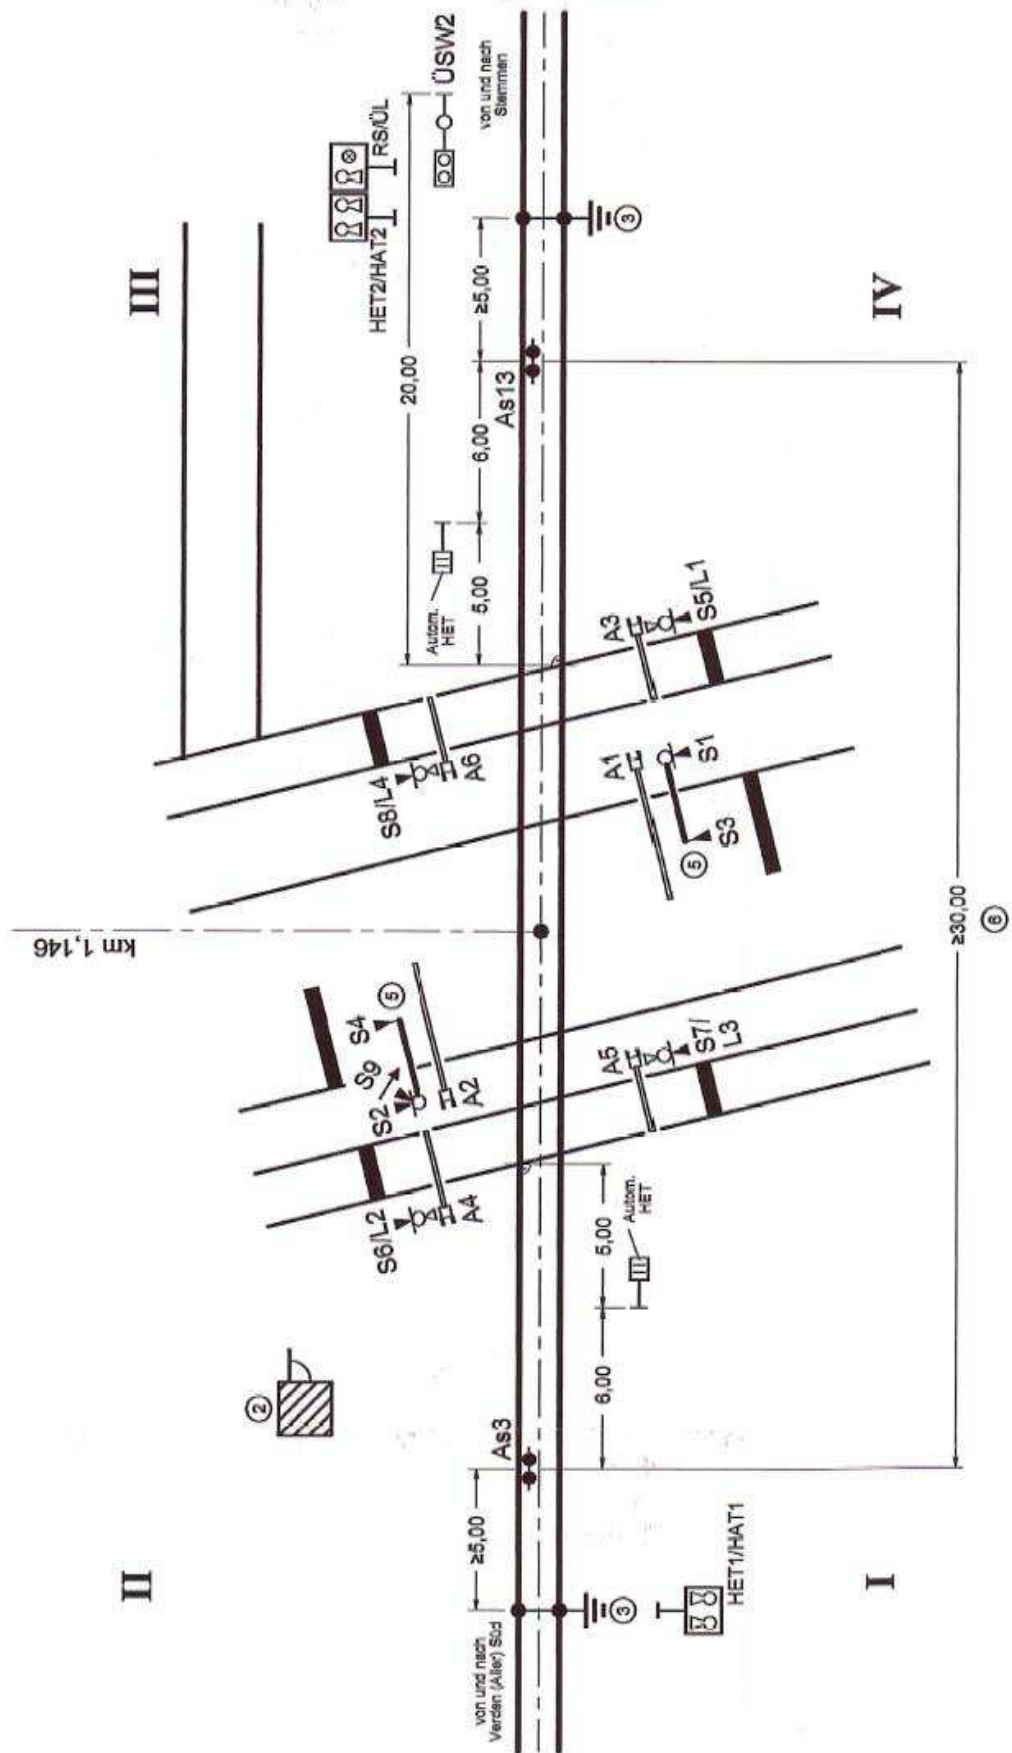 II
III
I
IV
km 1,146
HET2/HAT2
RS/ÜL
ÜSW2
von und nach
Stemmen
20,00
≥5,00
6,00
5,00
As13
Autom.
HET
3
S8/L4
A6
A3
S5/L1
A1
S1
S3
5
S4
5
S9
S2
A2
S6/L2
A4
A5
S7/
L3
≥30,00
6
2
As3
5,00
6,00
Autom.
HET
≥5,00
3
HET1/HAT1
von und nach
Verden (Aller) Süd